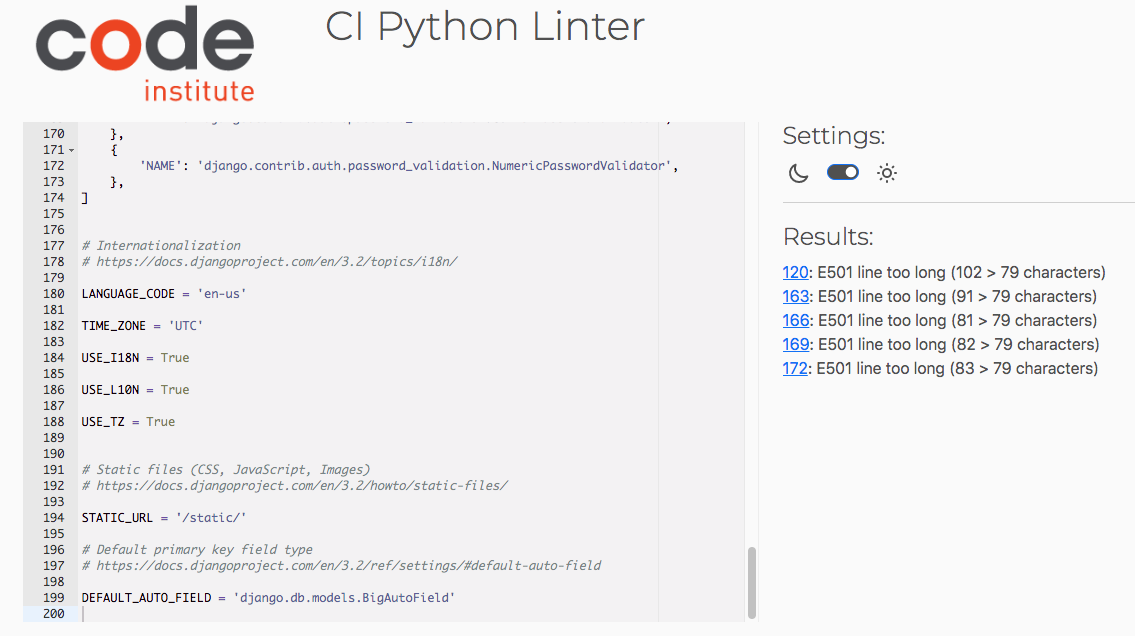 code
institute
CI Python Linter
170 },
171 {
172 'NAME': 'django.contrib.auth.password_validation.NumericPasswordValidator',
173 },
174 ]
175
176
177 # Internationalization
178 # https://docs.djangoproject.com/en/3.2/topics/i18n/
179
180 LANGUAGE_CODE = 'en-us'
181
182 TIME_ZONE = 'UTC'
183
184 USE_I18N = True
185
186 USE_L10N = True
187
188 USE_TZ = True
189
190
191 # Static files (CSS, JavaScript, Images)
192 # https://docs.djangoproject.com/en/3.2/howto/static-files/
193
194 STATIC_URL = '/static/'
195
196 # Default primary key field type
197 # https://docs.djangoproject.com/en/3.2/ref/settings/#default-auto-field
198
199 DEFAULT_AUTO_FIELD = 'django.db.models.BigAutoField'
200
Settings:
Results:
120: E501 line too long (102 > 79 characters)
163: E501 line too long (91 > 79 characters)
166: E501 line too long (81 > 79 characters)
169: E501 line too long (82 > 79 characters)
172: E501 line too long (83 > 79 characters)